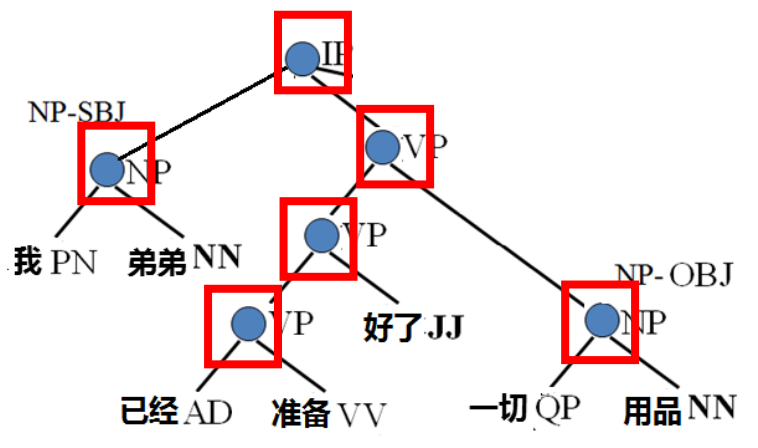 IP
NP-SBJ
NP
VP
我 PN 弟弟 NN
VP
NP-OBJ
VP
好了 JJ
NP
已经 AD 准备 VV
一切 QP 用品 NN